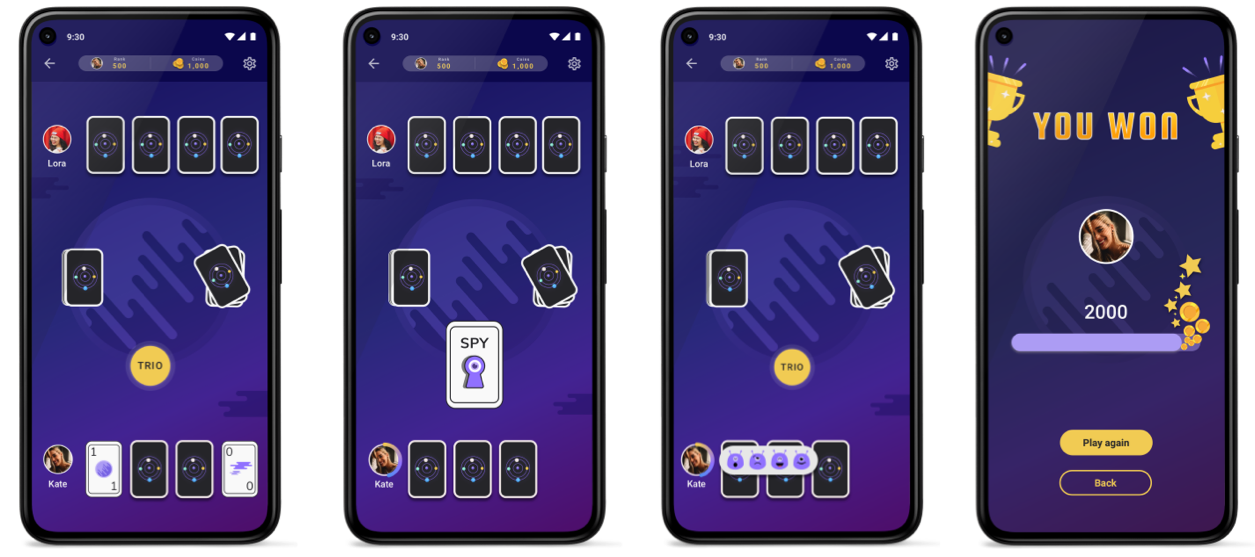 9:30
Rank
500
Coins
1,000
Lora
TRIO
1
1
0
0
Kate
9:30
Rank
500
Coins
1,000
Lora
SPY
Kate
9:30
Rank
500
Coins
1,000
Lora
TRIO
Kate
YOU WON
2000
Play again
Back